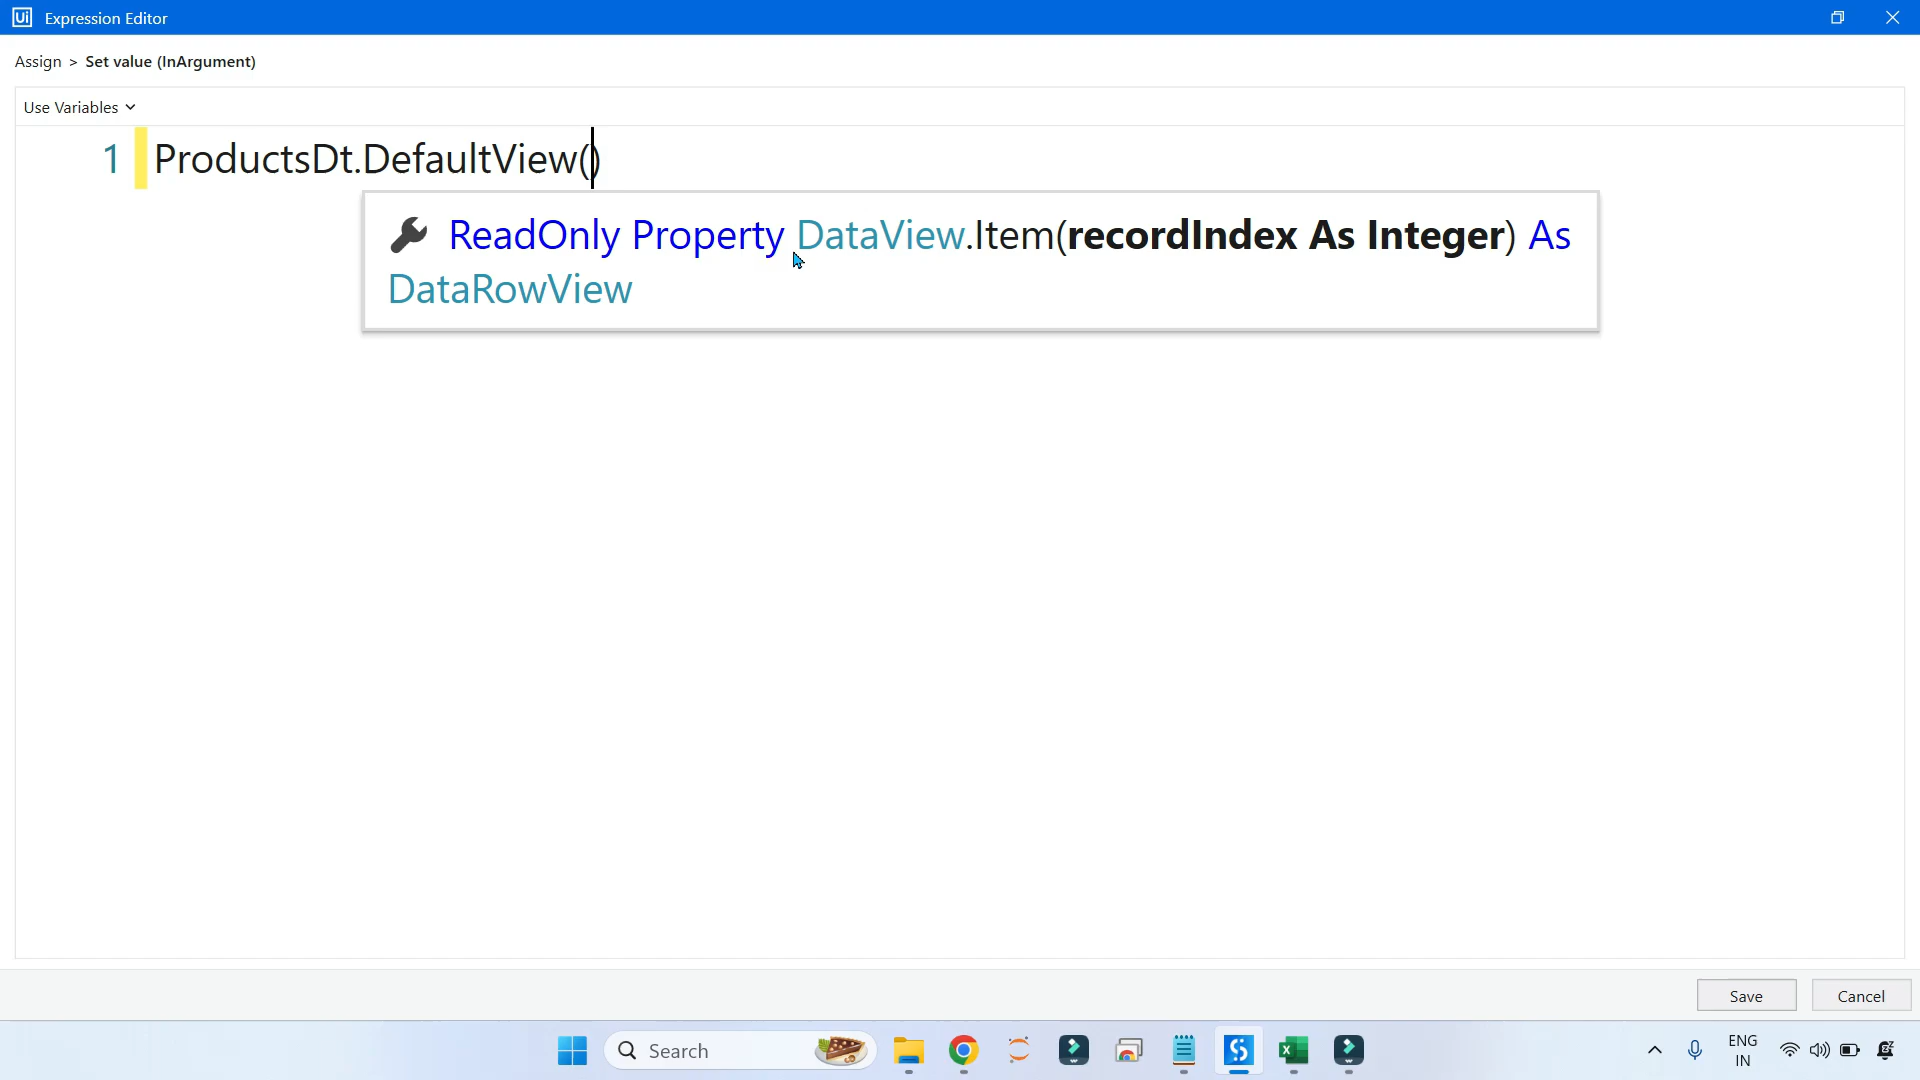 Ui Expression Editor
Assign > Set value (InArgument)
Use Variables
1 ProductsDt.DefaultView()
ReadOnly Property DataView.Item(recordIndex As Integer) As
DataRowView
Save Cancel
Search
ENG
IN